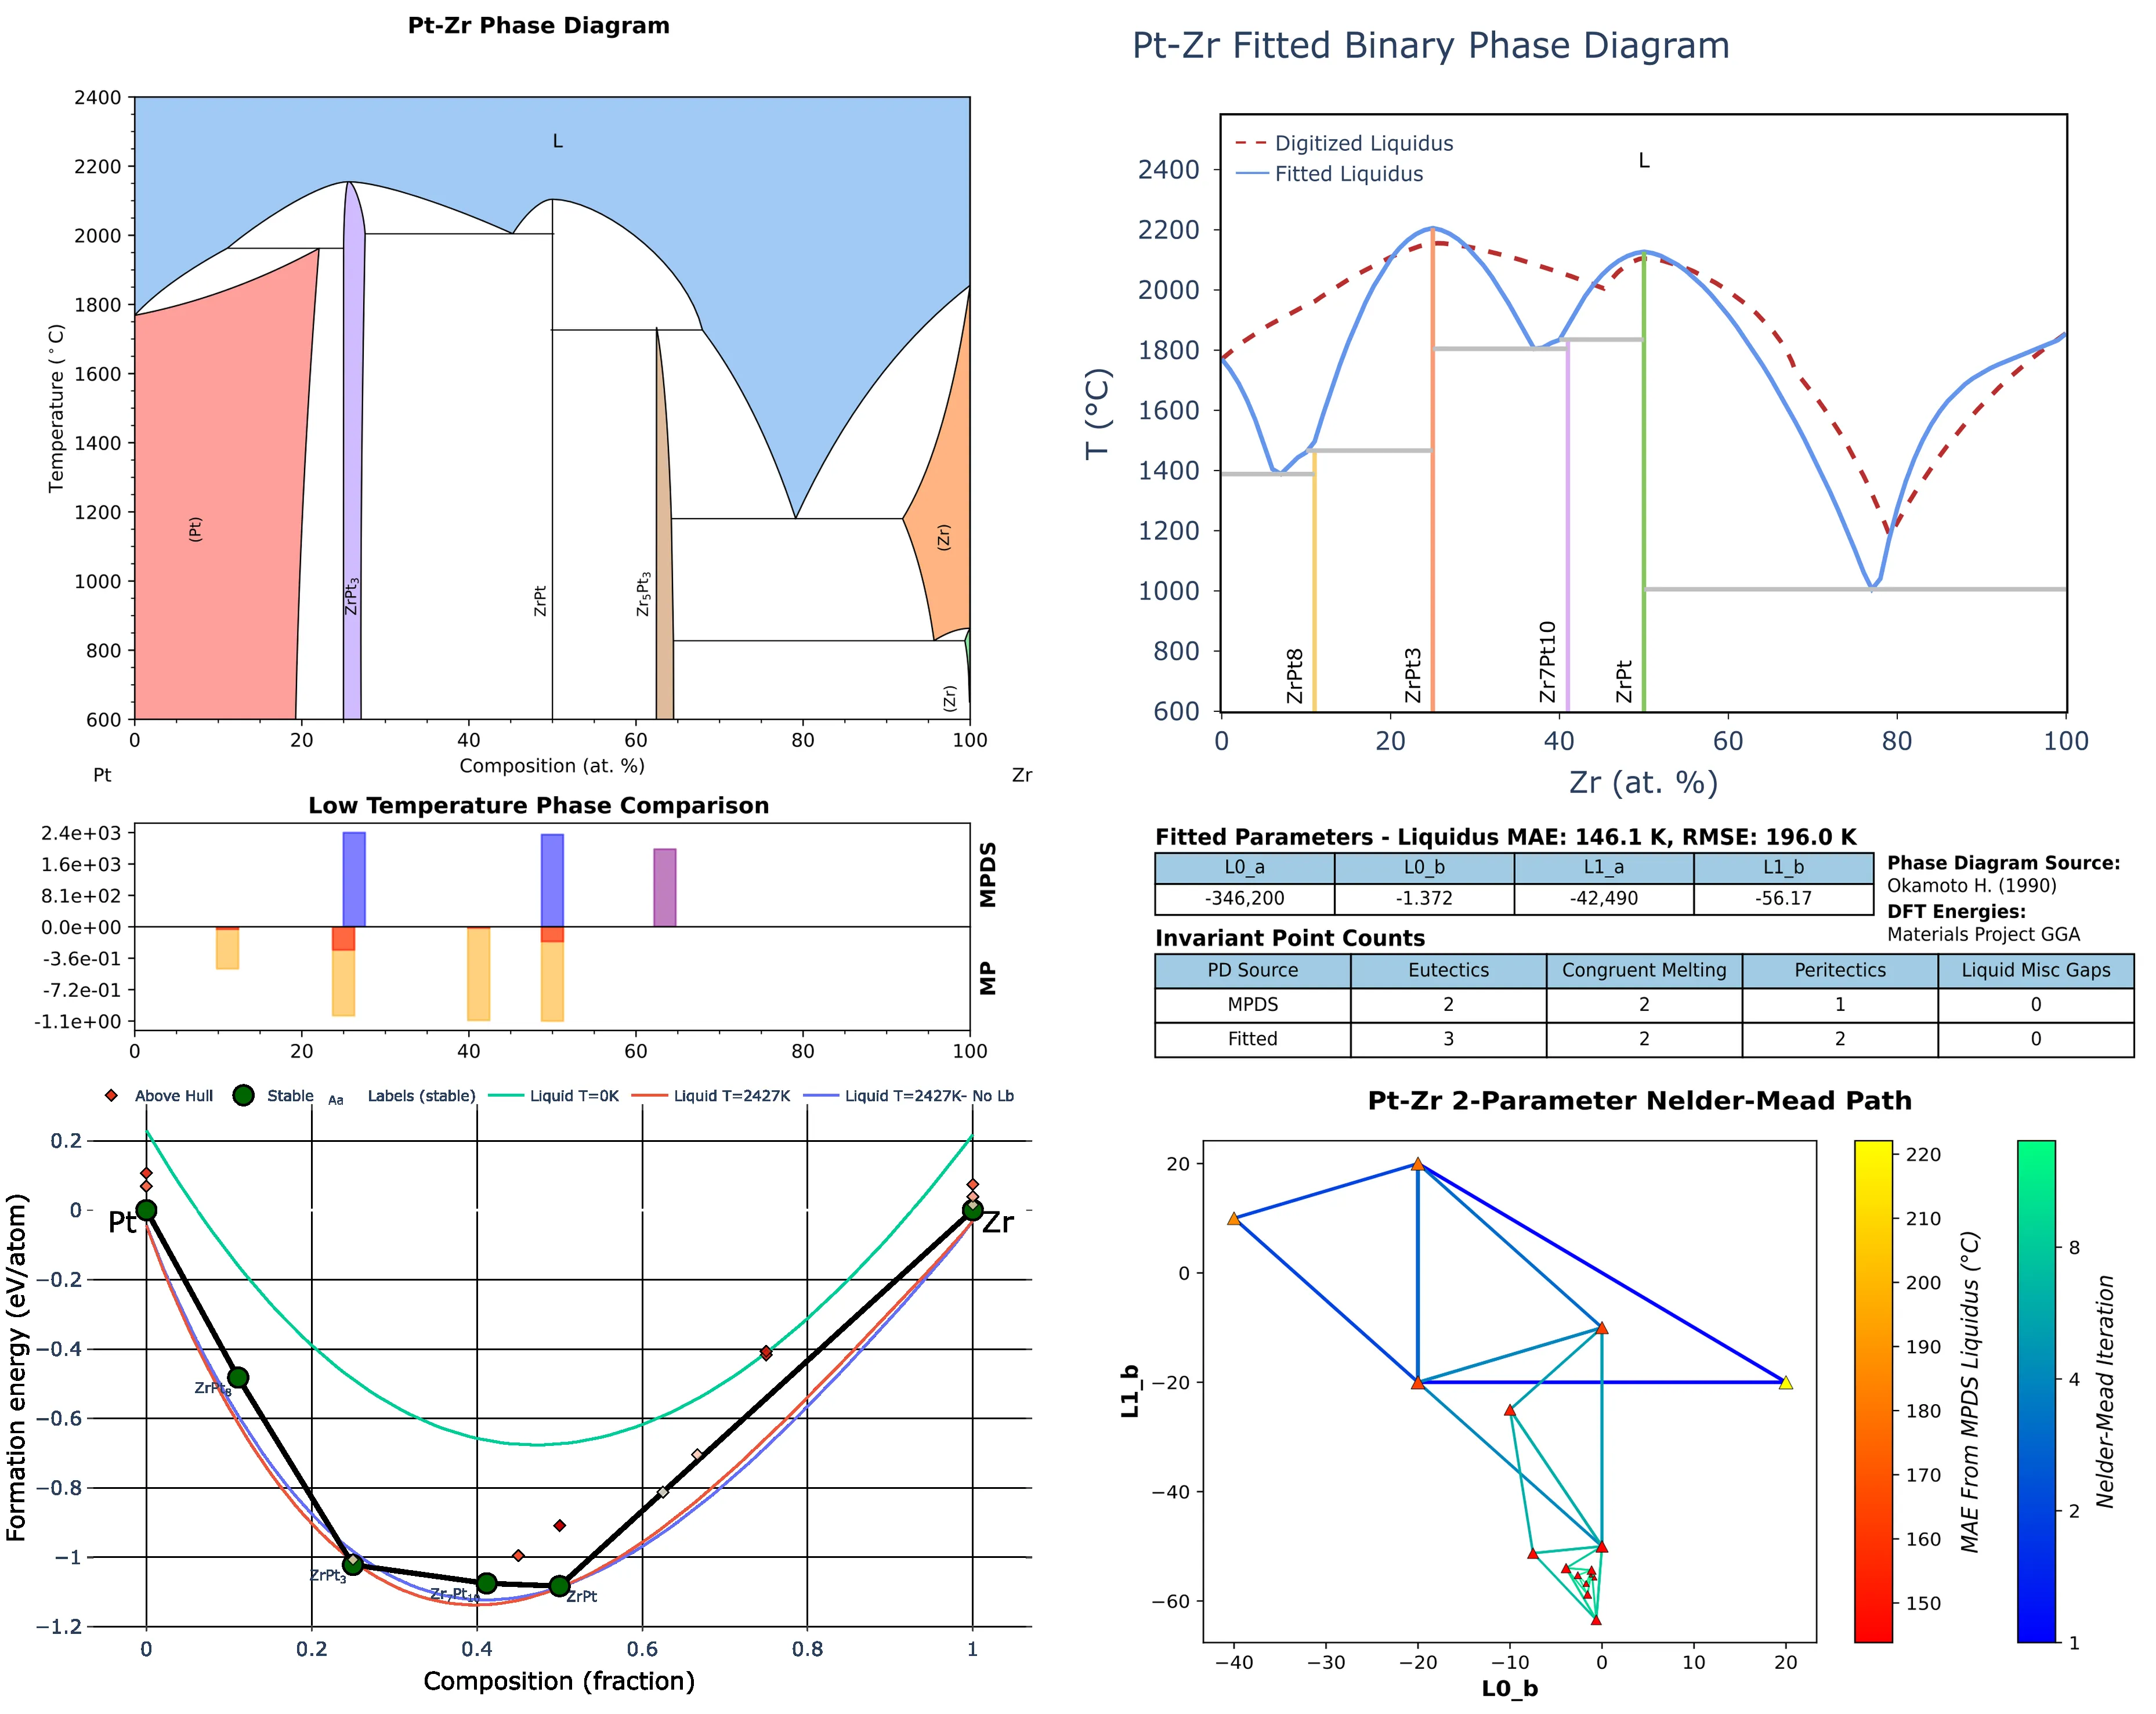 Pt-Zr Phase Diagram
2400
2200
2000
1800
1600
1400
1200
1000
800
600
Temperature (°C)
L
(Pt)
ZrPt3
ZrPt
Zr5Pt3
(Zr)
(Zr)
0 20 40 60 80 100
Composition (at. %)
Pt Zr
Pt-Zr Fitted Binary Phase Diagram
Digitized Liquidus
Fitted Liquidus
L
2400
2200
2000
1800
1600
1400
1200
1000
800
600
T (°C)
ZrPt8
ZrPt3
Zr7Pt10
ZrPt
0 20 40 60 80 100
Zr (at. %)
Low Temperature Phase Comparison
2.4e+03
1.6e+03
8.1e+02
0.0e+00
-3.6e-01
-7.2e-01
-1.1e+00
MPDS
MP
0 20 40 60 80 100
Fitted Parameters - Liquidus MAE: 146.1 K, RMSE: 196.0 K
L0_a L0_b L1_a L1_b
-346,200 -1.372 -42,490 -56.17
Phase Diagram Source:
Okamoto H. (1990)
DFT Energies:
Materials Project GGA
Invariant Point Counts
PD Source Eutectics Congruent Melting Peritectics Liquid Misc Gaps
MPDS 2 2 1 0
Fitted 3 2 2 0
Above Hull Stable Aa Labels (stable) Liquid T=0K Liquid T=2427K Liquid T=2427K- No Lb
0.2
0
−0.2
−0.4
−0.6
−0.8
−1
−1.2
Formation energy (eV/atom)
Pt
Zr
ZrPt8
ZrPt3
Zr7Pt10
ZrPt
0 0.2 0.4 0.6 0.8 1
Composition (fraction)
Pt-Zr 2-Parameter Nelder-Mead Path
20
0
−20
−40
−60
L1_b
−40 −30 −20 −10 0 10 20
L0_b
220
210
200
190
180
170
160
150
MAE From MPDS Liquidus (°C)
8
4
2
1
Nelder-Mead Iteration